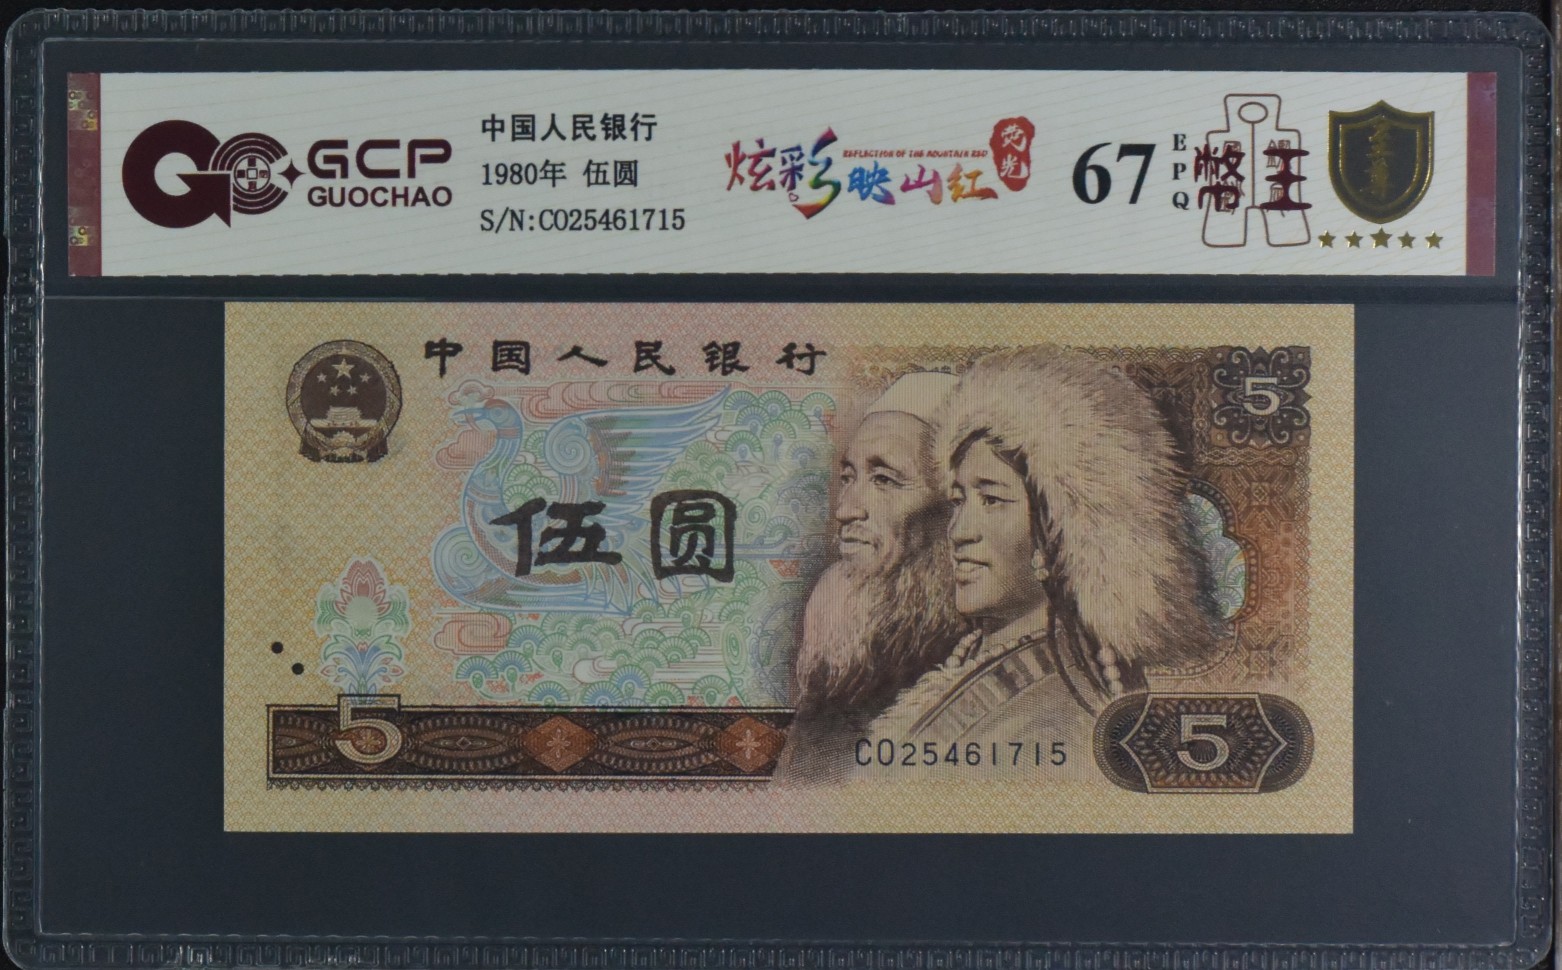 GCP
GUOCHAO
中国人民银行
1980年 伍圆
S/N:CO25461715
炫彩映山红
REFLECTION OF THE MOUNTAIN RED
荧光
67
EPQ
中国人民银行
5
伍圆
5
CO25461715
5